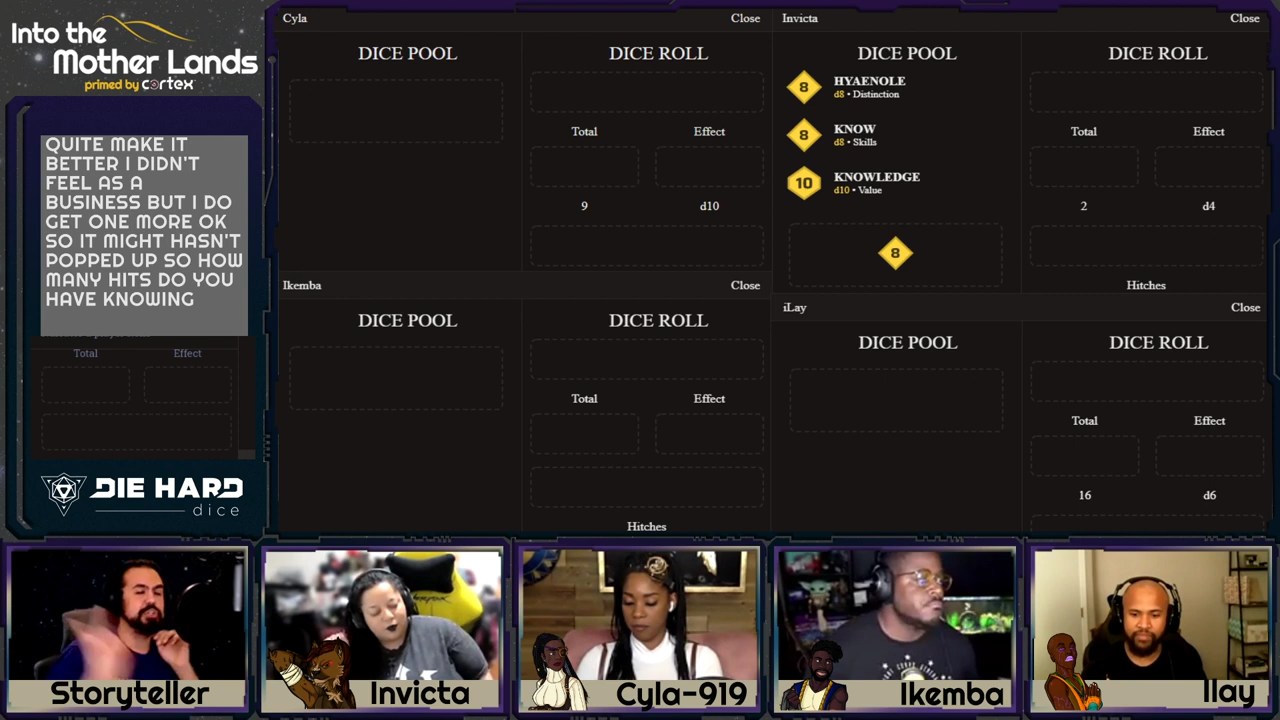 Into the
Mother Lands
primed by cortex
QUITE MAKE IT
BETTER I DIDN'T
FEEL AS A
BUSINESS BUT I DO
GET ONE MORE OK
SO IT MIGHT HASN'T
POPPED UP SO HOW
MANY HITS DO YOU
HAVE KNOWING
Total Effect
DIE HARD
dice
Cyla Close
DICE POOL DICE ROLL
Total Effect
9 d10
Invicta Close
DICE POOL DICE ROLL
8 HYAENOLE
d8 • Distinction
8 KNOW
d8 • Skills
10 KNOWLEDGE
d10 • Value
8
Total Effect
2 d4
Hitches
Ikemba Close
DICE POOL DICE ROLL
Total Effect
Hitches
iLay Close
DICE POOL DICE ROLL
Total Effect
16 d6
Storyteller
Invicta
Cyla-919
Ikemba
Ilay